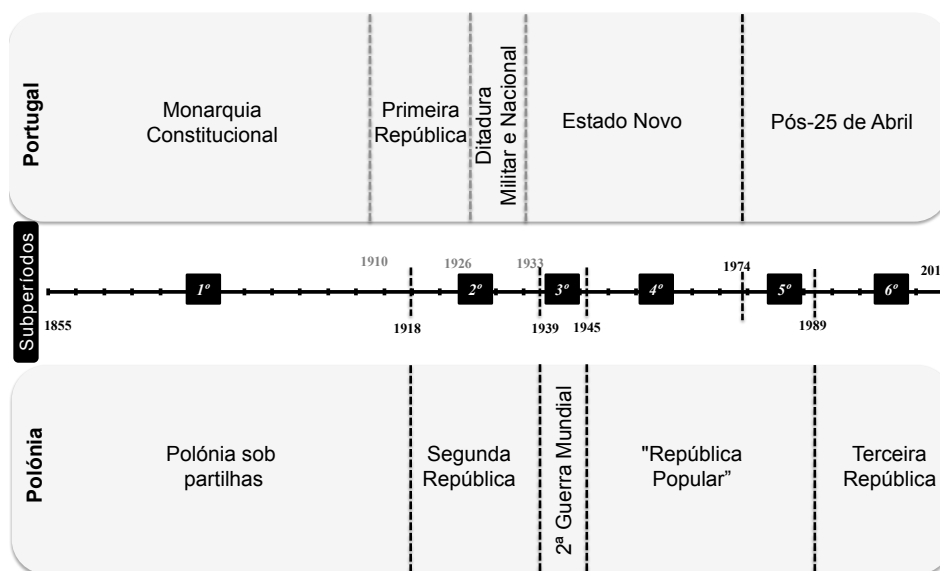 Portugal
Monarquia
Constitucional
Primeira
República
Ditadura
Militar e Nacional
Estado Novo
Pós-25 de Abril
Subperíodos
1910
1926
1933
1974
201
1º
2º
3º
4º
5º
6º
1855
1918
1939
1945
1989
Polónia
Polónia sob
partilhas
Segunda
República
2ª Guerra Mundial
"República
Popular”
Terceira
República